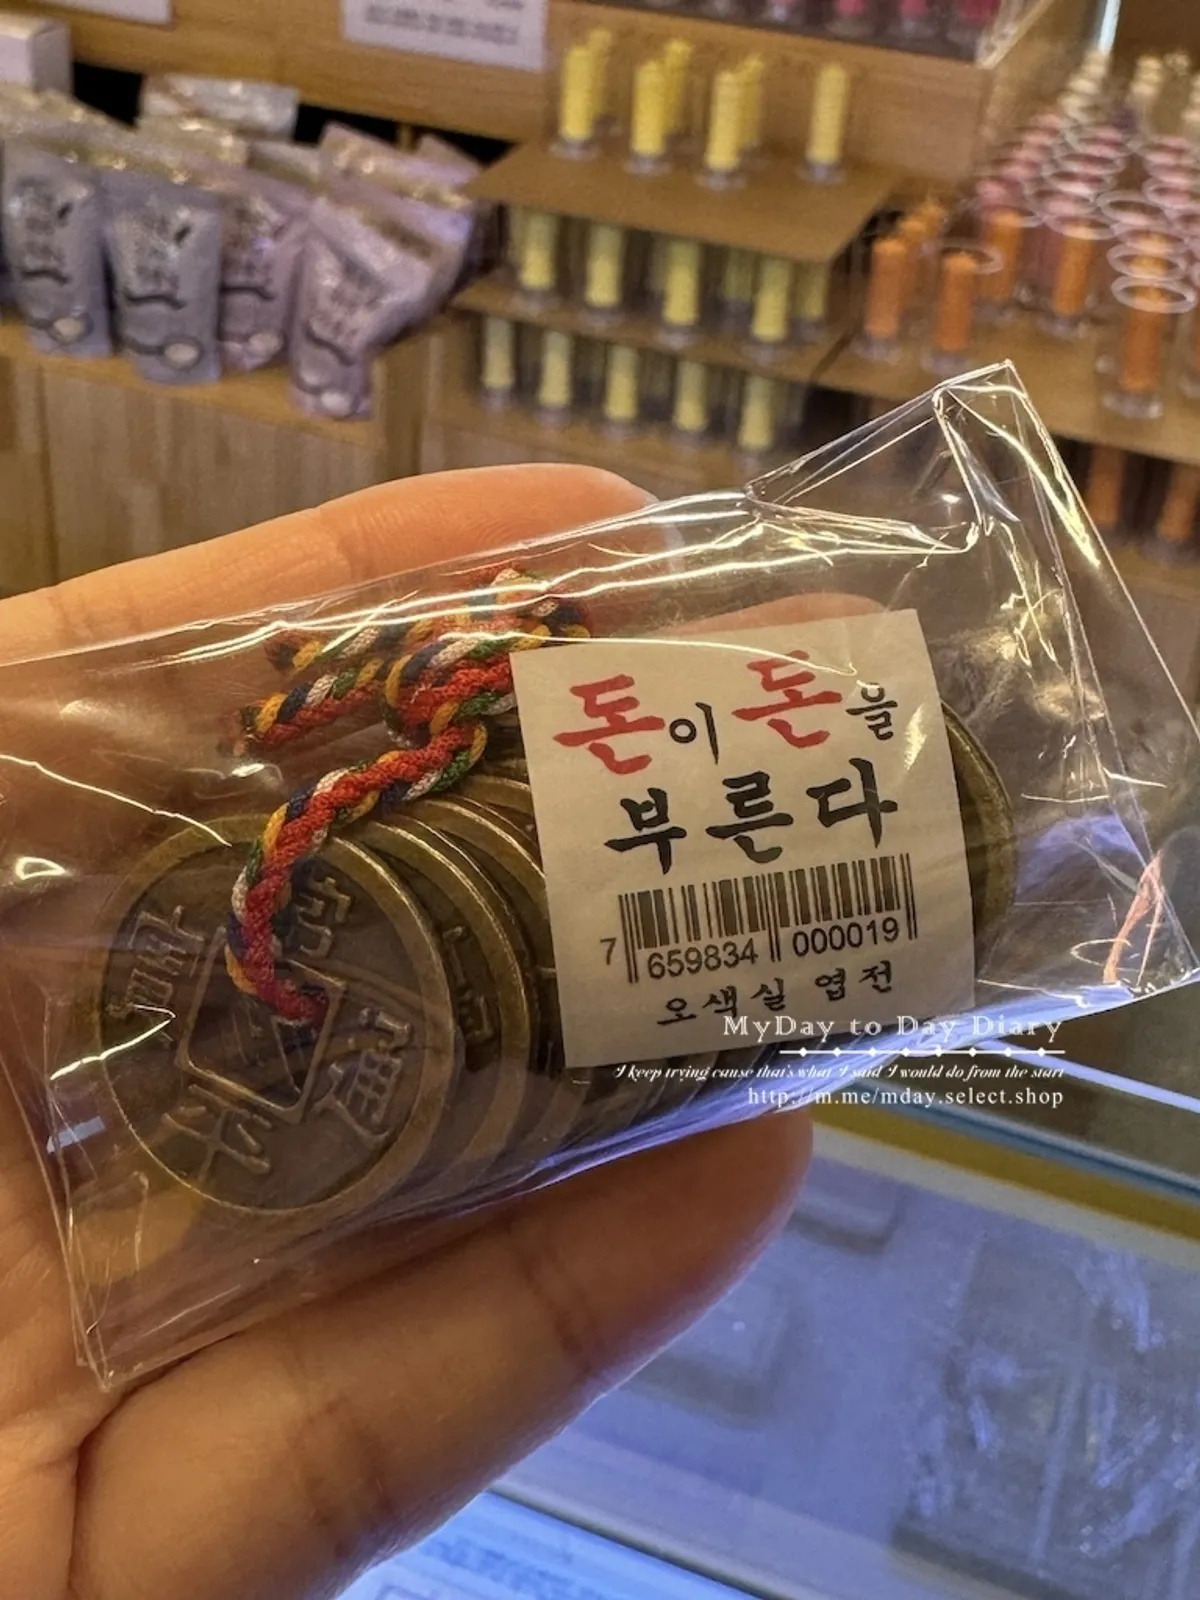 돈이 돈을
부른다
7 659834 000019
오색실 엽전
MyDay to Day Diary
I keep trying cause that's what I said I would do from the start
http://m.me/mday.select.shop